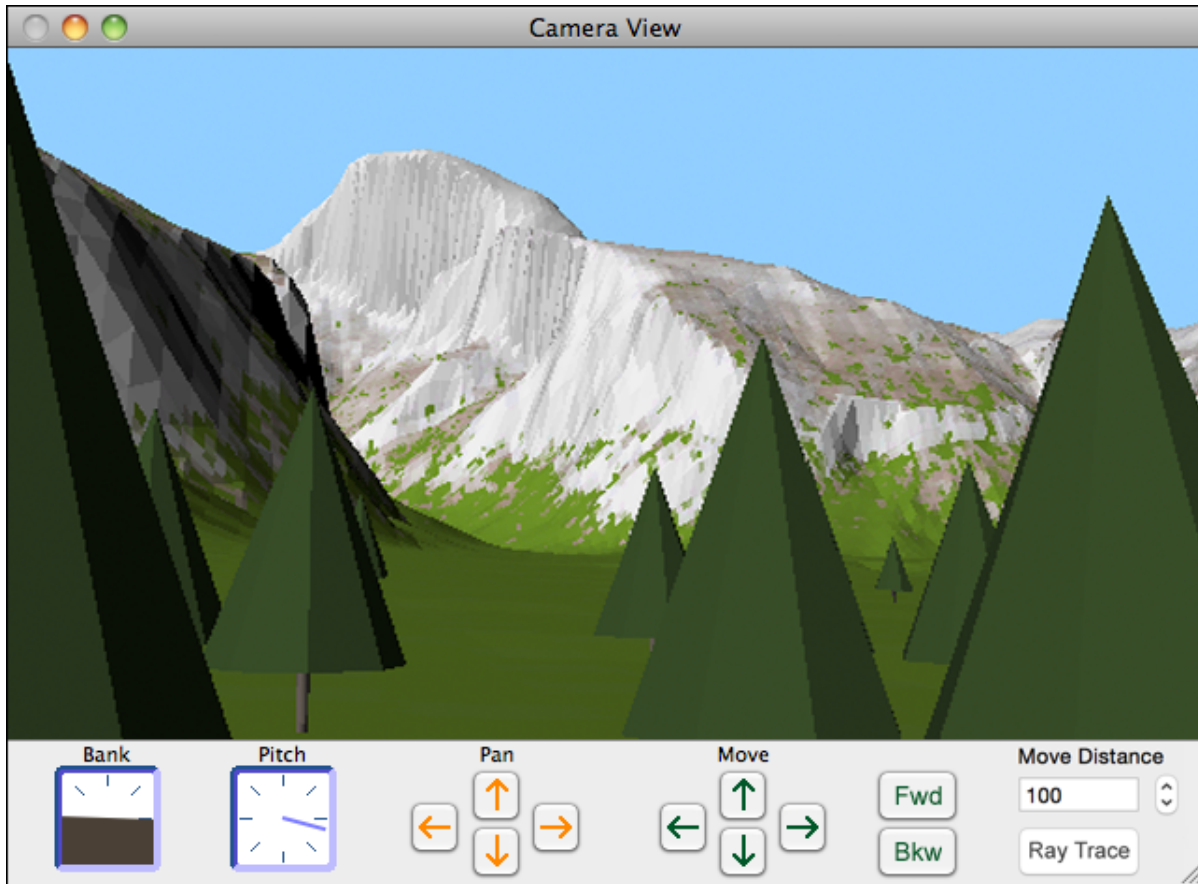 Camera View
Bank
Pitch
Pan
Move
Move Distance
Fwd
100
Bkw
Ray Trace